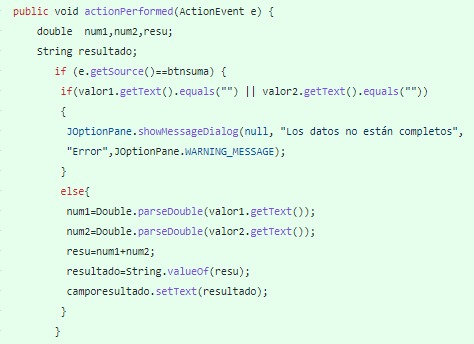 public void actionPerformed(ActionEvent e) {
double num1,num2,resu;
String resultado;
if (e.getSource()==btnsuma) {
if(valor1.getText().equals("") || valor2.getText().equals(""))
{
JOptionPane.showMessageDialog(null, "Los datos no están completos",
"Error",JOptionPane.WARNING_MESSAGE);
}
else{
num1=Double.parseDouble(valor1.getText());
num2=Double.parseDouble(valor2.getText());
resu=num1+num2;
resultado=String.valueOf(resu);
camporesultado.setText(resultado);
}
}